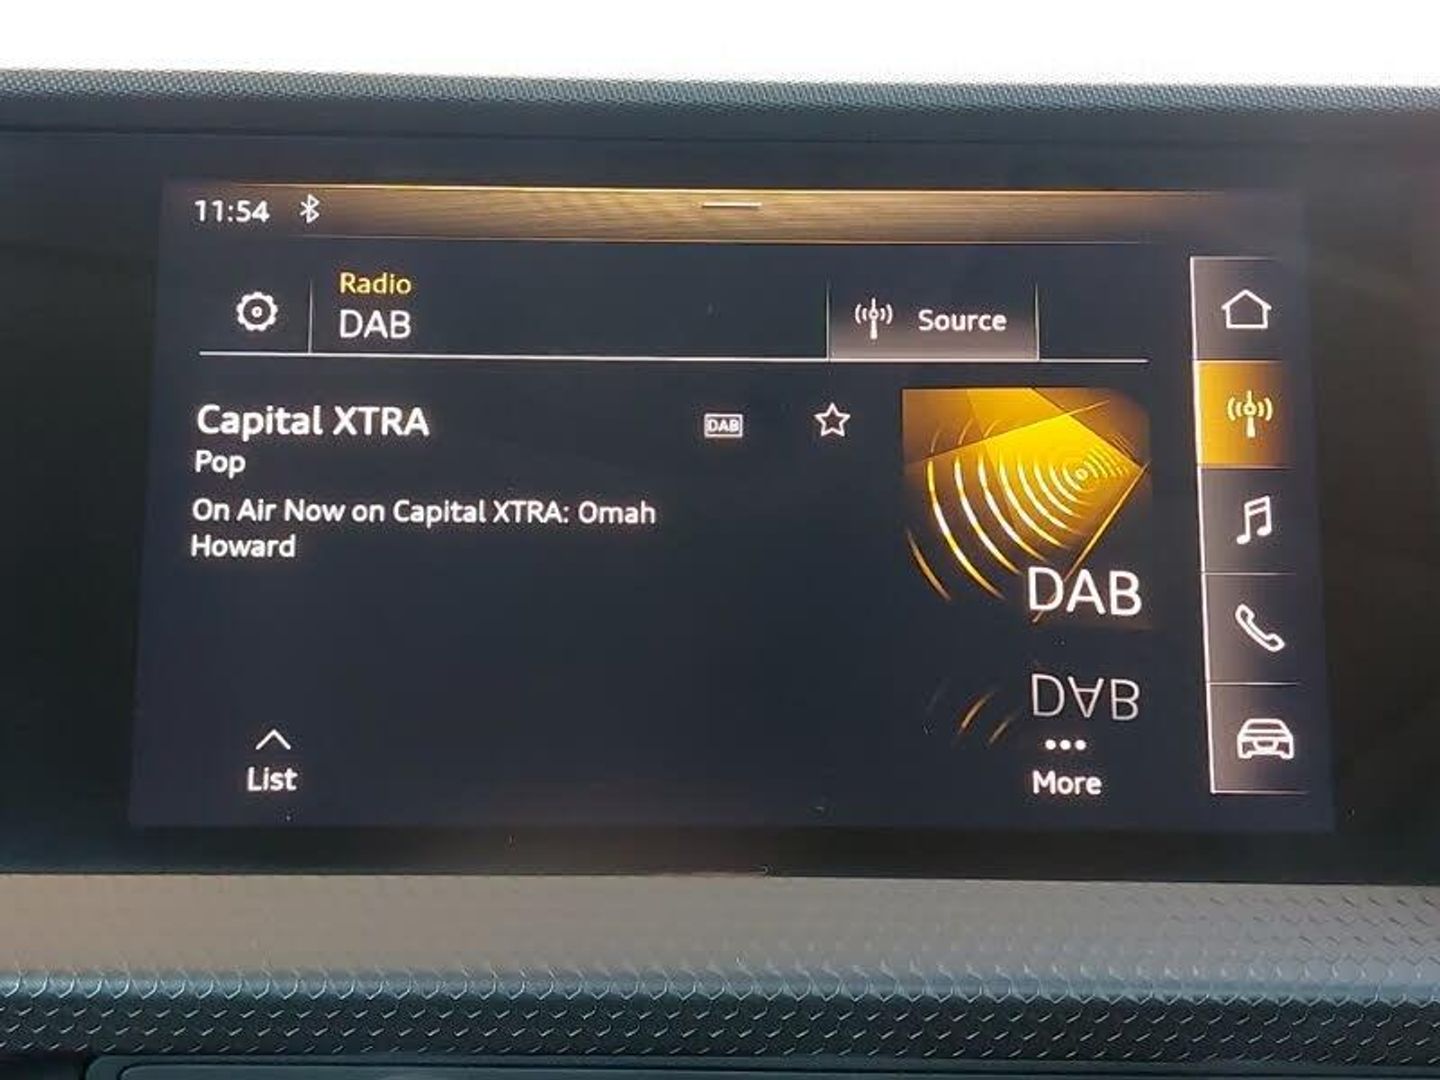 11:54
Radio
DAB
Source
Capital XTRA
DAB
Pop
On Air Now on Capital XTRA: Omah
Howard
DAB
DAB
List
More